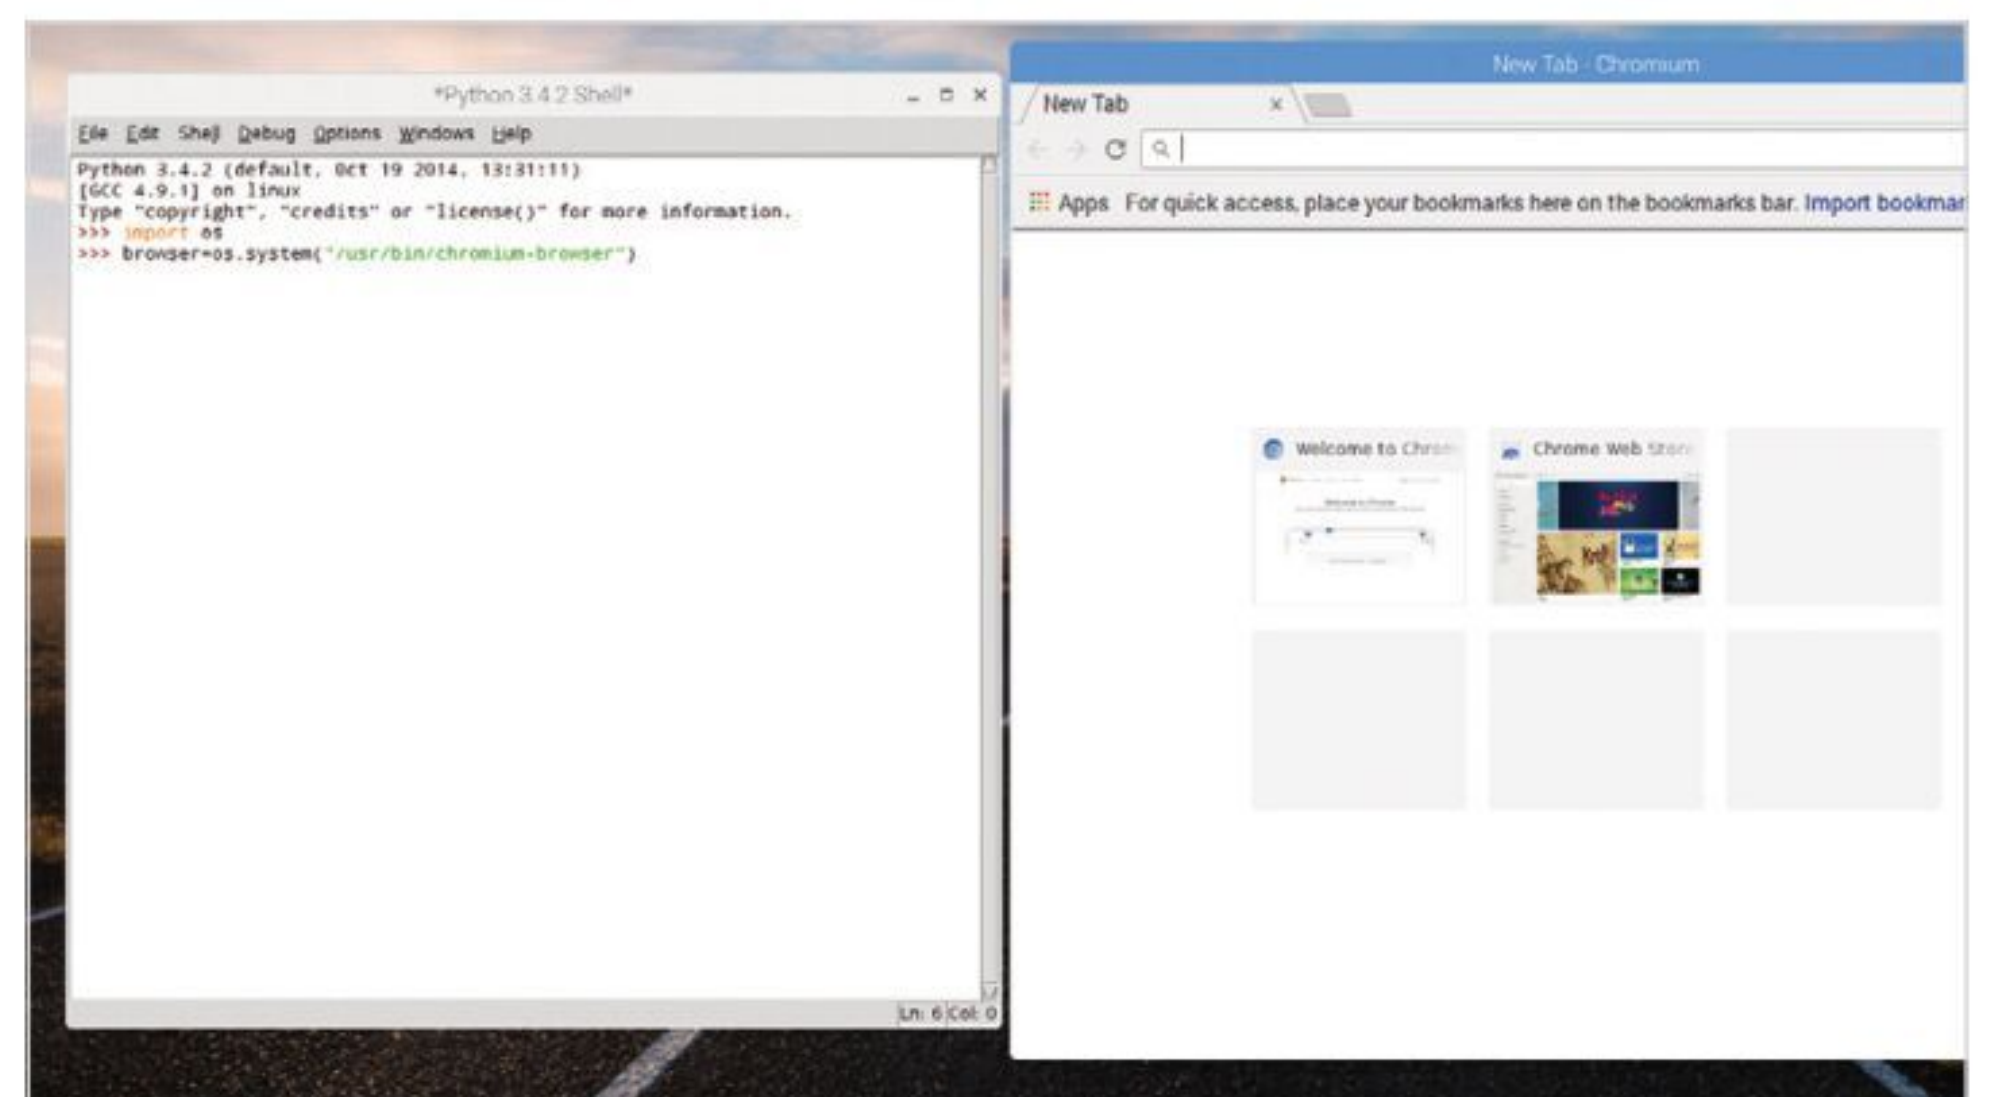 *Python 3.4.2 Shell*
File Edit Shell Debug Options Windows Help
Python 3.4.2 (default, Oct 19 2014, 13:31:11)
[GCC 4.9.1] on linux
Type "copyright", "credits" or "license()" for more information.
>>> import os
>>> browser=os.system("/usr/bin/chromium-browser")
Ln: 6 Col: 0
New Tab - Chromium
New Tab
Apps For quick access, place your bookmarks here on the bookmarks bar. Import bookmar
Welcome to Chrom
Chrome Web Store